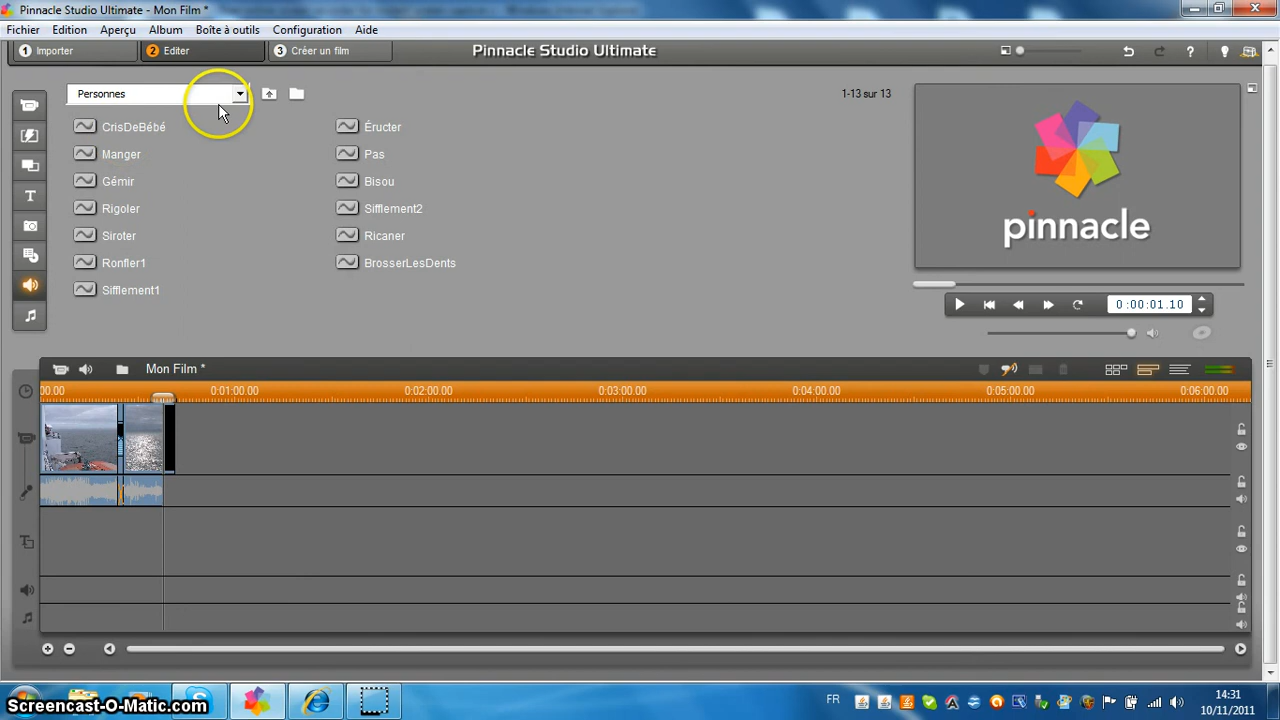 Pinnacle Studio Ultimate - Mon Film *
Fichier Edition Aperçu Album Boîte à outils Configuration Aide
1 Importer 2 Editer 3 Créer un film Pinnacle Studio Ultimate
Personnes 1-13 sur 13
CrisDeBébé Éructer
Manger Pas
Gémir Bisou
Rigoler Sifflement2
Siroter Ricaner
Ronfler1 BrosserLesDents
Sifflement1
pinnacle
0:00:01.10
Mon Film *
00.00 0:01:00.00 0:02:00.00 0:03:00.00 0:04:00.00 0:05:00.00 0:06:00.00
FR 14:31
10/11/2011
Screencast-O-Matic.com